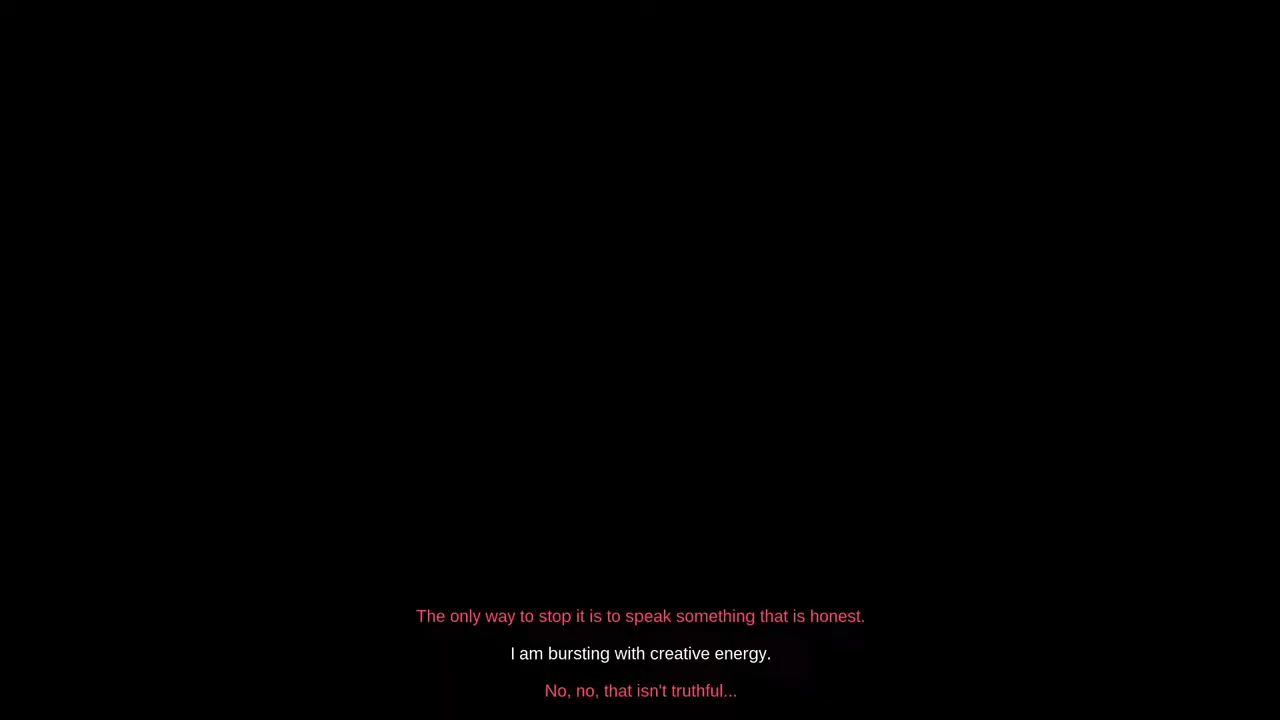 The only way to stop it is to speak something that is honest.
I am bursting with creative energy.
No, no, that isn't truthful...